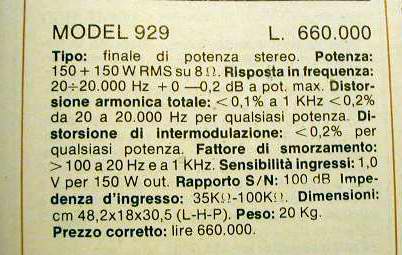 MODEL 929 L. 660.000
Tipo: finale di potenza stereo. Potenza:
150 + 150 W RMS su 8 Ω. Risposta in frequenza:
20÷20.000 Hz + 0 —0,2 dB a pot. max. Distor-
sione armonica totale: < 0,1% a 1 KHz < 0,2%
da 20 a 20.000 Hz per qualsiasi potenza. Di-
storsione di intermodulazione: < 0,2% per
qualsiasi potenza. Fattore di smorzamento:
> 100 a 20 Hz e a 1 KHz. Sensibilità ingressi: 1,0
V per 150 W out. Rapporto S/N: 100 dB Impe-
denza d'ingresso: 35KΩ-100KΩ. Dimensioni:
cm 48,2x18x30,5 (L-H-P). Peso: 20 Kg.
Prezzo corretto: lire 660.000.